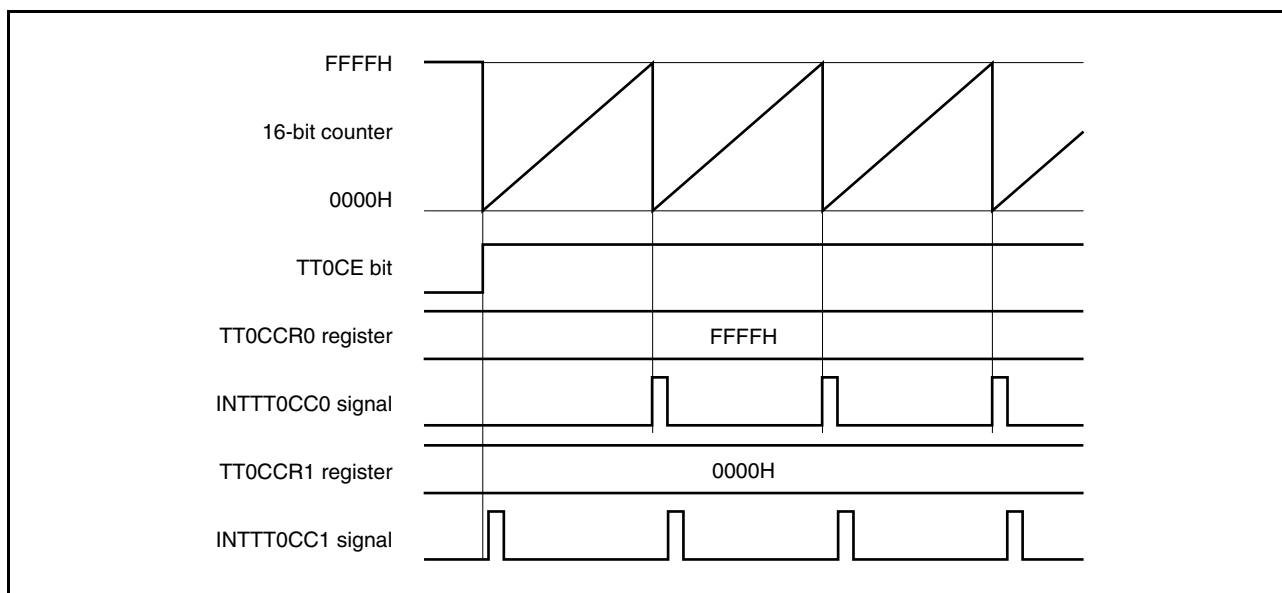 FFFFH
16-bit counter
0000H
TT0CE bit
TT0CCR0 register
FFFFH
INTTT0CC0 signal
TT0CCR1 register
0000H
INTTT0CC1 signal